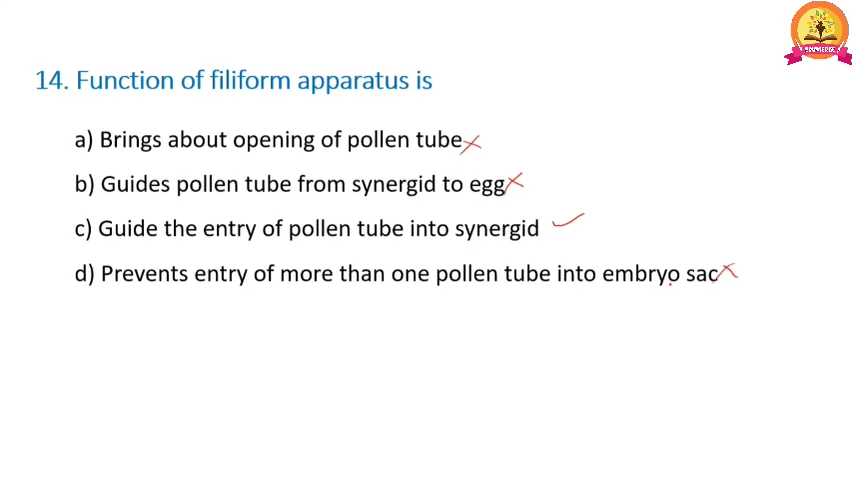 14. Function of filiform apparatus is
a) Brings about opening of pollen tube
b) Guides pollen tube from synergid to egg
c) Guide the entry of pollen tube into synergid
d) Prevents entry of more than one pollen tube into embryo sac